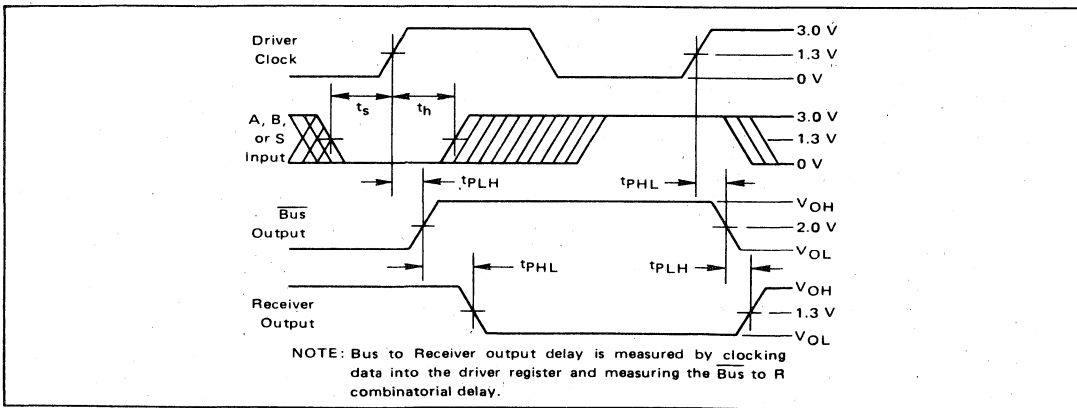 Driver
Clock
3.0 V
1.3 V
0 V
ts
th
A, B,
or S
Input
3.0 V
1.3 V
0 V
tPLH
tPHL
Bus
Output
VOH
2.0 V
VOL
tPHL
tPLH
Receiver
Output
VOH
1.3 V
VOL
NOTE: Bus to Receiver output delay is measured by clocking
data into the driver register and measuring the Bus to R
combinatorial delay.